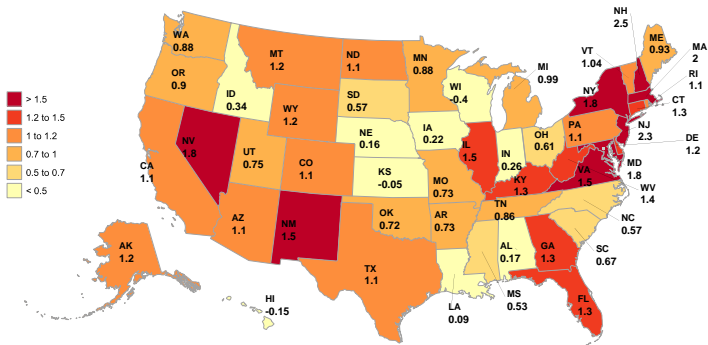 NH
2.5
WA
0.88
ME
0.93
MA
2
VT
1.04
MT
1.2
ND
1.1
MN
0.88
MI
0.99
RI
1.1
OR
0.9
ID
0.34
WI
-0.4
NY
1.8
CT
1.3
SD
0.57
> 1.5
1.2 to 1.5
1 to 1.2
0.7 to 1
0.5 to 0.7
< 0.5
WY
1.2
IA
0.22
PA
1.1
NJ
2.3
DE
1.2
NE
0.16
OH
0.61
NV
1.8
UT
0.75
IL
1.5
IN
0.26
MD
1.8
CA
1.1
CO
1.1
KS
-0.05
MO
0.73
KY
1.3
VA
1.5
WV
1.4
TN
0.86
NC
0.57
AZ
1.1
NM
1.5
OK
0.72
AR
0.73
SC
0.67
AK
1.2
AL
0.17
GA
1.3
TX
1.1
MS
0.53
FL
1.3
HI
-0.15
LA
0.09